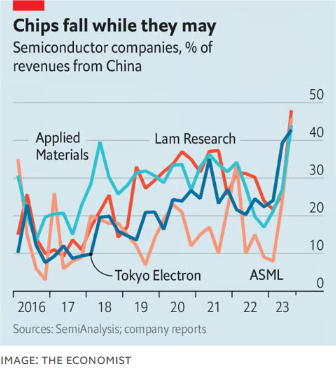 Chips fall while they may
Semiconductor companies, % of
revenues from China
50
Applied
Materials
Lam Research
40
30
20
10
Tokyo Electron
ASML
0
2016 17 18 19 20 21 22 23
Sources: SemiAnalysis; company reports
IMAGE: THE ECONOMIST